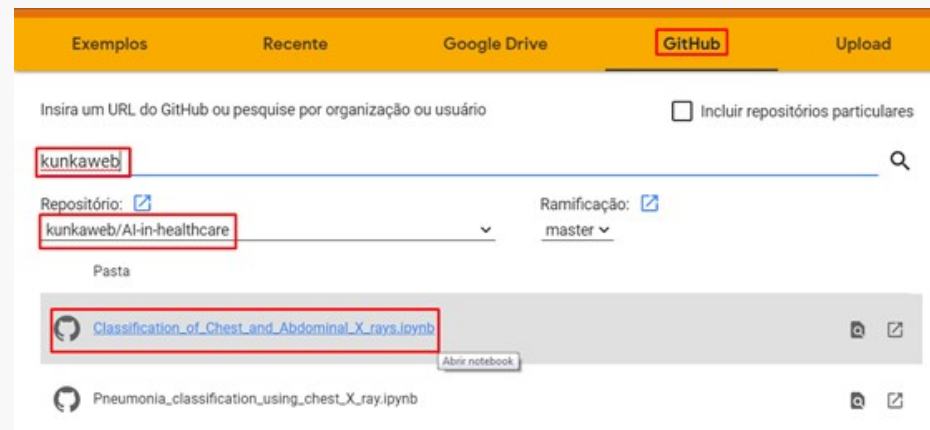 Exemplos Recente Google Drive GitHub Upload
Insira um URL do GitHub ou pesquise por organização ou usuário Incluir repositórios particulares
kunkaweb
Repositório: Ramificação:
kunkaweb/AI-in-healthcare master
Pasta
Classification_of_Chest_and_Abdominal_X_rays.ipynb
Abrir notebook
Pneumonia_classification_using_chest_X_ray.ipynb